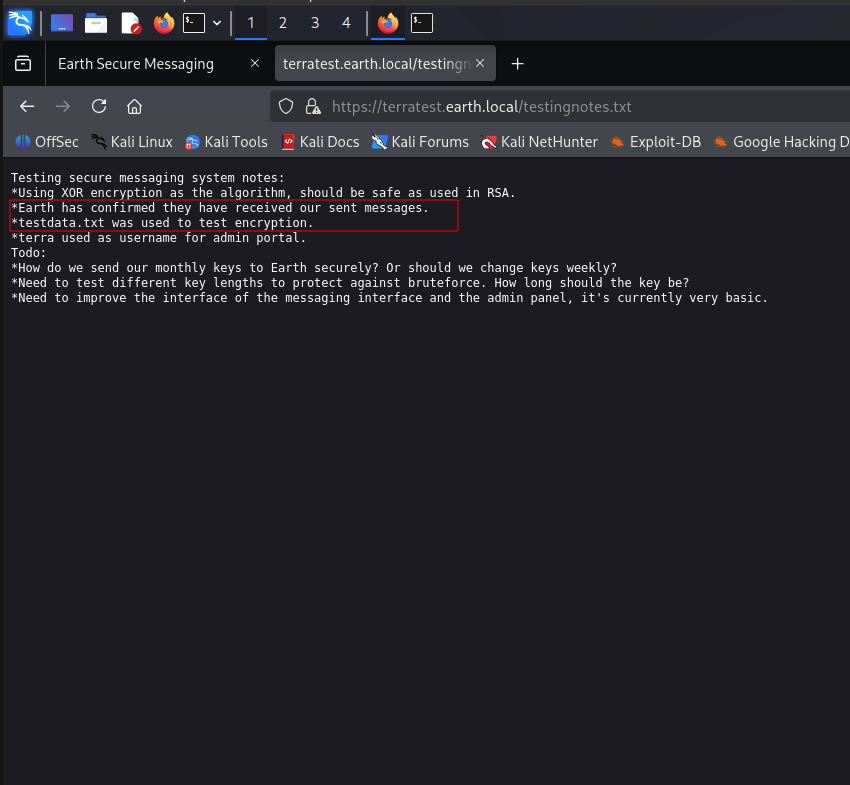 1 2 3 4
Earth Secure Messaging × terratest.earth.local/testingn × +
https://terratest.earth.local/testingnotes.txt
OffSec Kali Linux Kali Tools Kali Docs Kali Forums Kali NetHunter Exploit-DB Google Hacking D
Testing secure messaging system notes:
*Using XOR encryption as the algorithm, should be safe as used in RSA.
*Earth has confirmed they have received our sent messages.
*testdata.txt was used to test encryption.
*terra used as username for admin portal.
Todo:
*How do we send our monthly keys to Earth securely? Or should we change keys weekly?
*Need to test different key lengths to protect against bruteforce. How long should the key be?
*Need to improve the interface of the messaging interface and the admin panel, it's currently very basic.